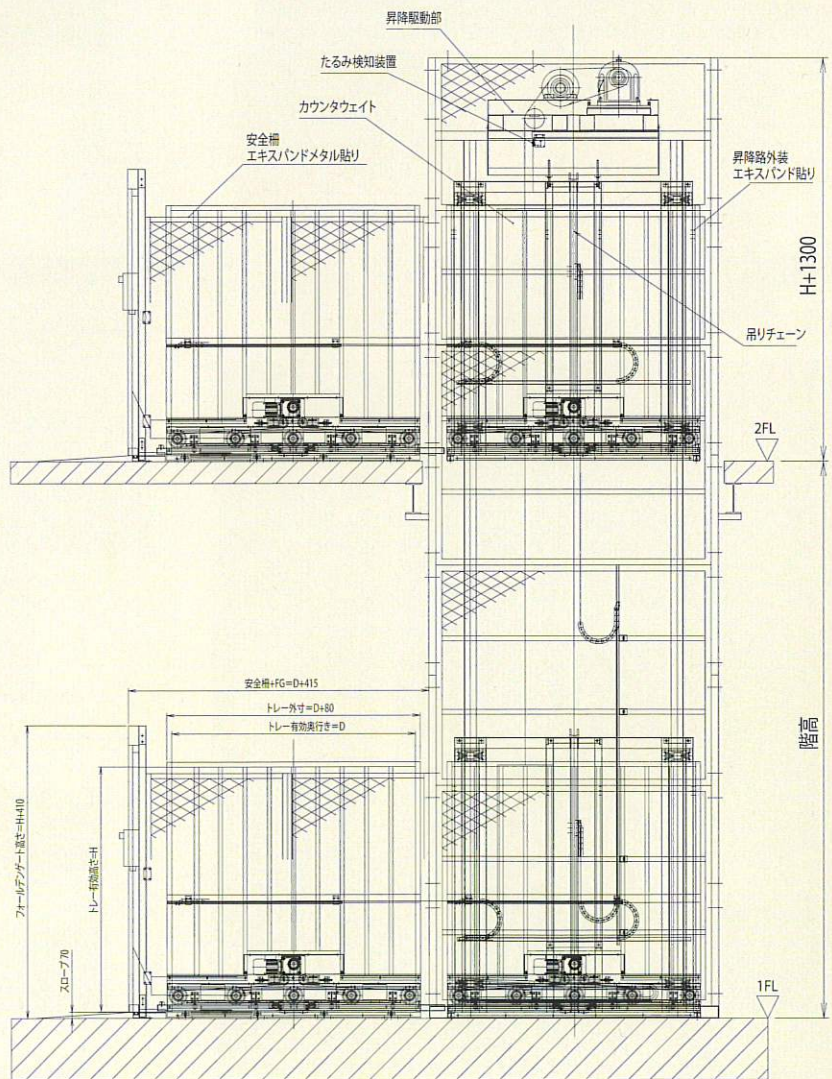 昇降駆動部
たるみ検知装置
カウンタウェイト
安全柵
エキスパンドメタル貼り
昇降路外装
エキスパンド貼り
H+1300
吊りチェーン
2FL
安全柵+FG=D+415
トレー外寸=D+80
トレー有効奥行き=D
階高
フォールデンゲート高さ=H+410
トレー有効高さ=H
スロープ70
1FL